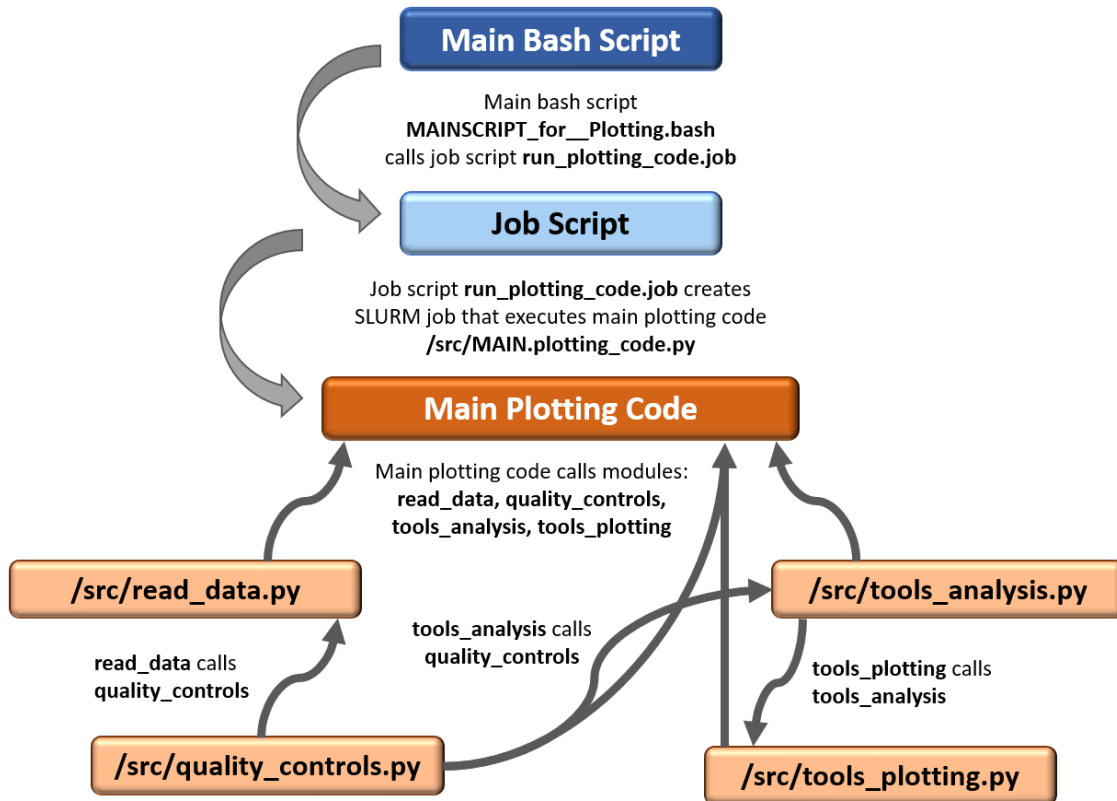 Main Bash Script
Main bash script
MAINSCRIPT_for__Plotting.bash
calls job script run_plotting_code.job
Job Script
Job script run_plotting_code.job creates
SLURM job that executes main plotting code
/src/MAIN.plotting_code.py
Main Plotting Code
Main plotting code calls modules:
read_data, quality_controls,
tools_analysis, tools_plotting
/src/read_data.py
/src/tools_analysis.py
tools_analysis calls
quality_controls
read_data calls
quality_controls
tools_plotting calls
tools_analysis
/src/quality_controls.py
/src/tools_plotting.py